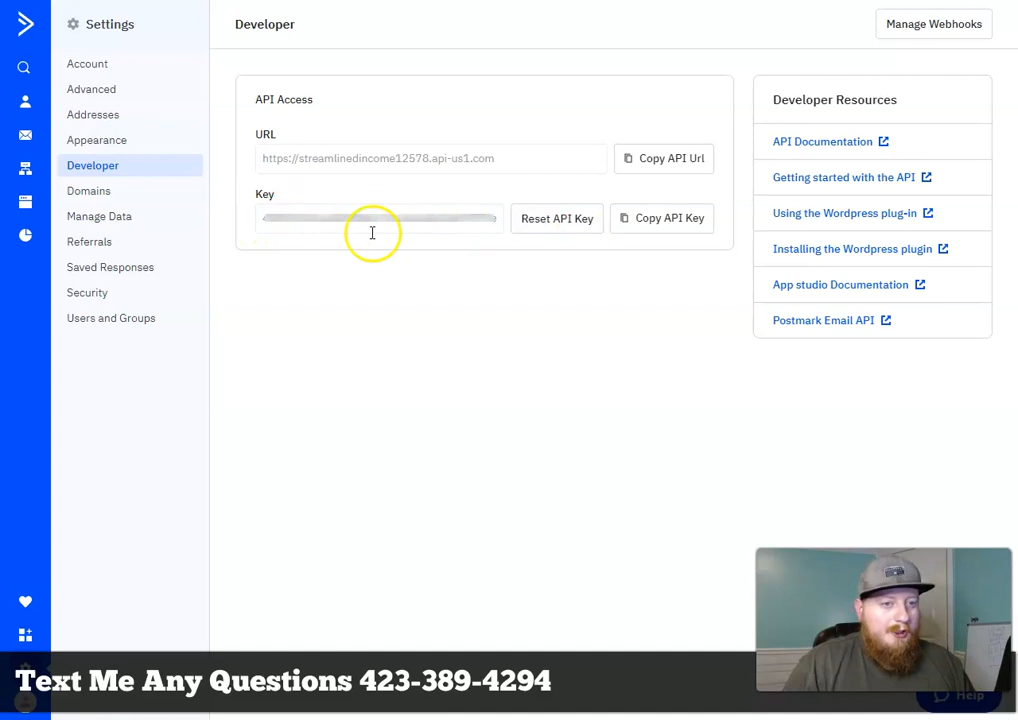 Settings
Developer
Manage Webhooks
Account
Advanced
Addresses
Appearance
Developer
Domains
Manage Data
Referrals
Saved Responses
Security
Users and Groups
API Access
URL
https://streamlinedincome12578.api-us1.com
Copy API Url
Key
Reset API Key
Copy API Key
Developer Resources
API Documentation
Getting started with the API
Using the Wordpress plug-in
Installing the Wordpress plugin
App studio Documentation
Postmark Email API
Text Me Any Questions 423-389-4294
Help